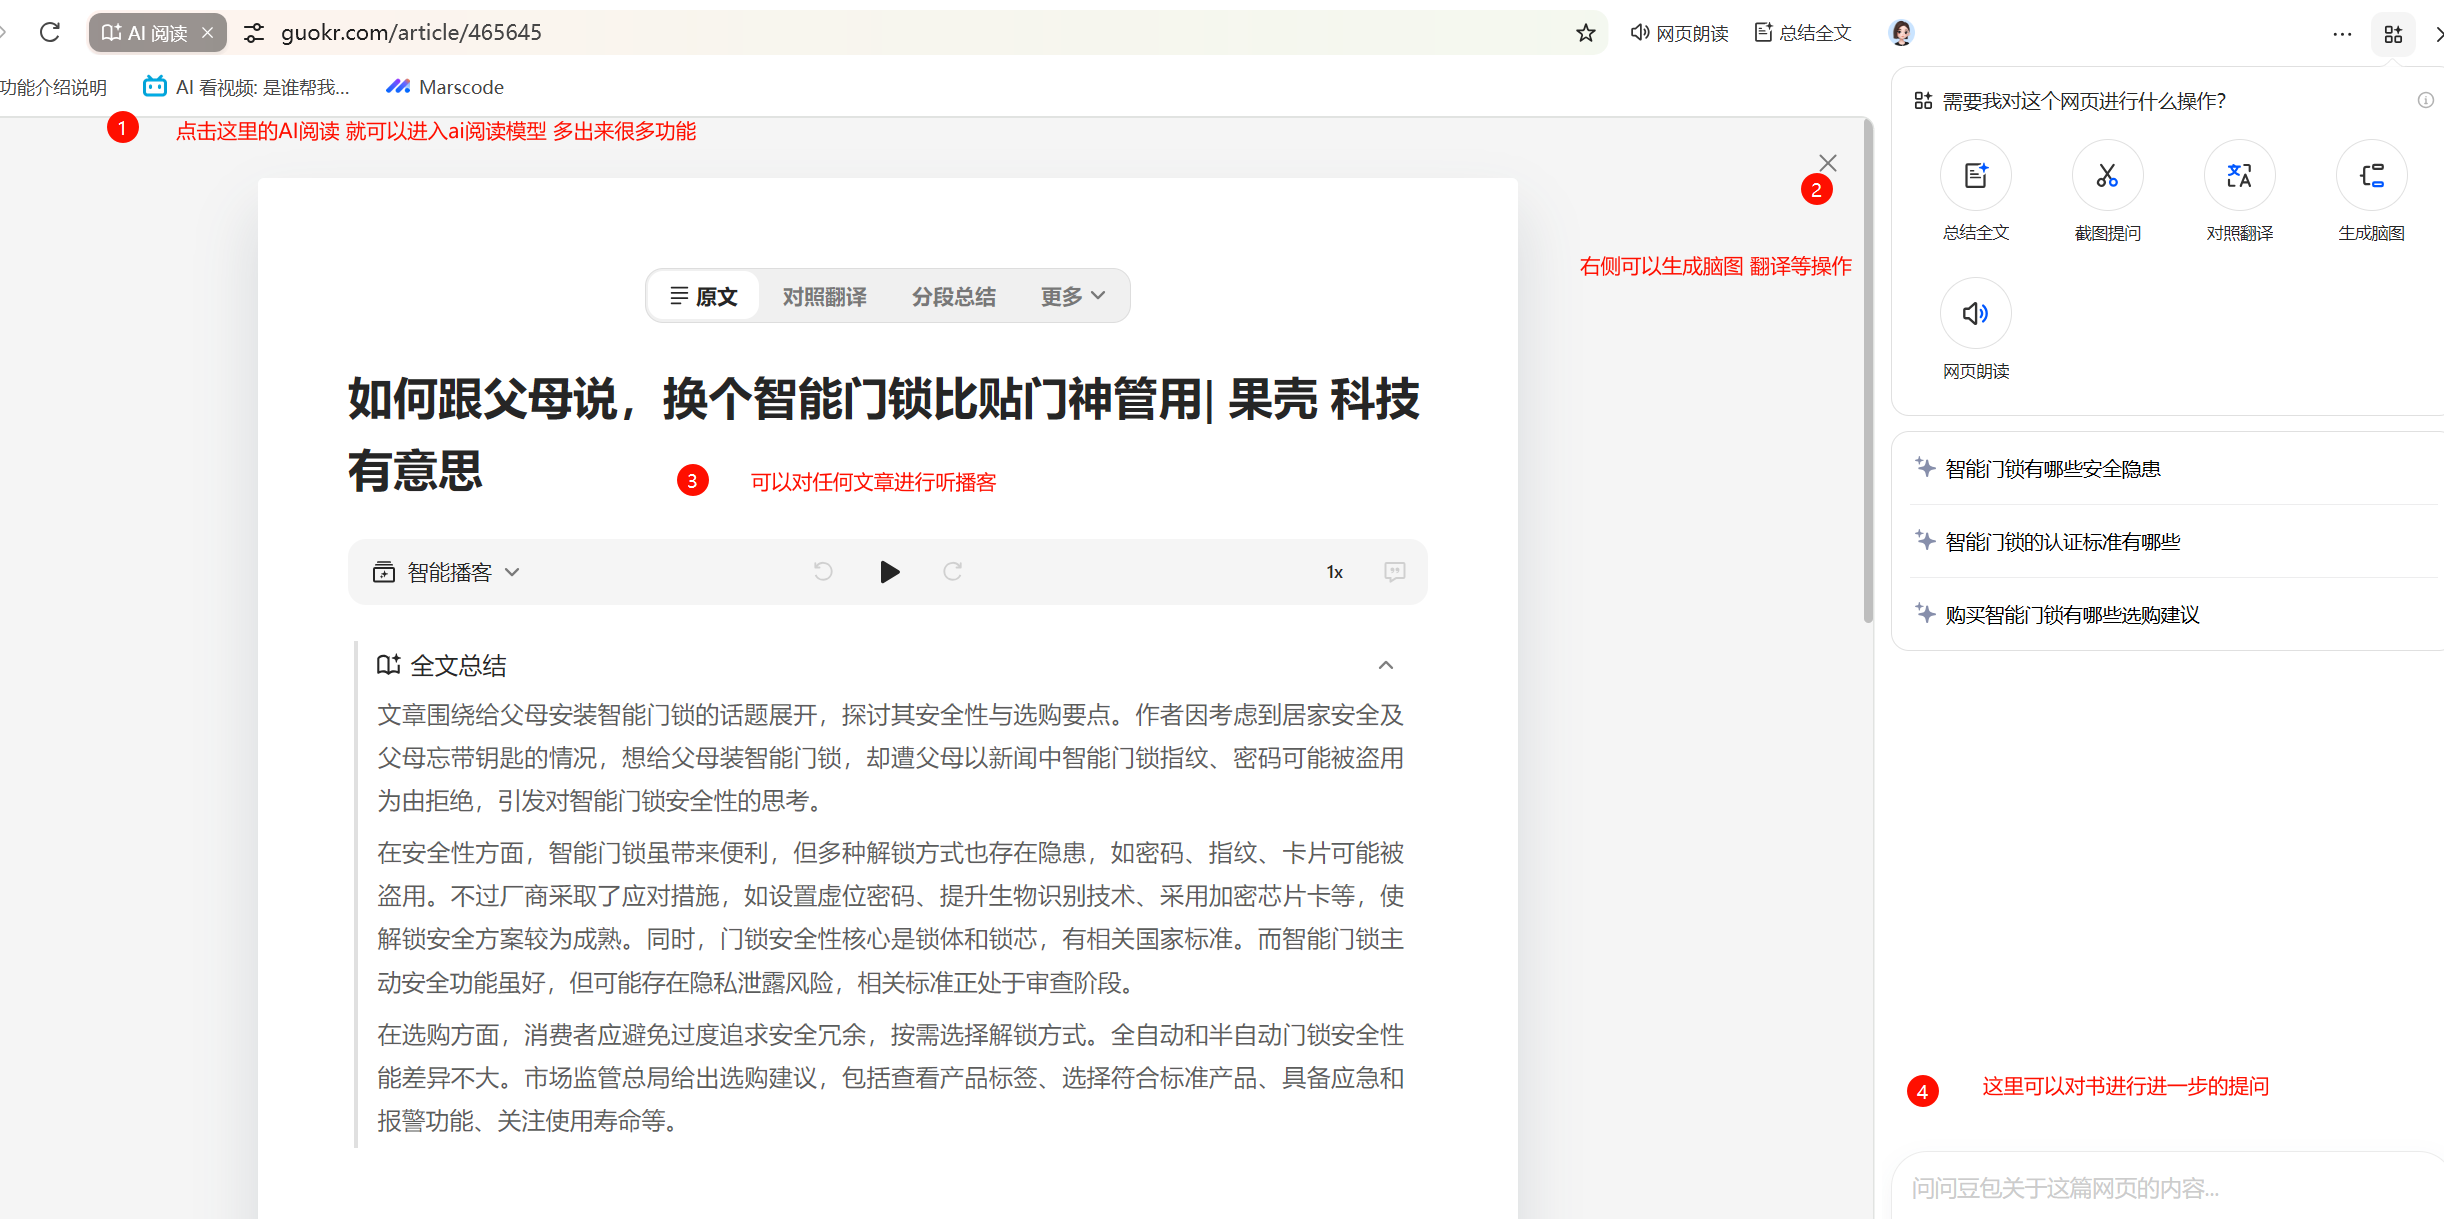 AI 阅读
guokr.com/article/465645
网页朗读
总结全文
功能介绍说明
AI 看视频: 是谁帮我...
Marscode
1
点击这里的AI阅读 就可以进入ai阅读模型 多出来很多功能
2
右侧可以生成脑图 翻译等操作
原文
对照翻译
分段总结
更多
如何跟父母说，换个智能门锁比贴门神管用| 果壳 科技
有意思
3
可以对任何文章进行听播客
智能播客
1x
全文总结
文章围绕给父母安装智能门锁的话题展开，探讨其安全性与选购要点。作者因考虑到居家安全及
父母忘带钥匙的情况，想给父母装智能门锁，却遭父母以新闻中智能门锁指纹、密码可能被盗用
为由拒绝，引发对智能门锁安全性的思考。
在安全性方面，智能门锁虽带来便利，但多种解锁方式也存在隐患，如密码、指纹、卡片可能被
盗用。不过厂商采取了应对措施，如设置虚位密码、提升生物识别技术、采用加密芯片卡等，使
解锁安全方案较为成熟。同时，门锁安全性核心是锁体和锁芯，有相关国家标准。而智能门锁主
动安全功能虽好，但可能存在隐私泄露风险，相关标准正处于审查阶段。
在选购方面，消费者应避免过度追求安全冗余，按需选择解锁方式。全自动和半自动门锁安全性
能差异不大。市场监管总局给出选购建议，包括查看产品标签、选择符合标准产品、具备应急和
报警功能、关注使用寿命等。
需要我对这个网页进行什么操作?
总结全文
截图提问
对照翻译
生成脑图
网页朗读
智能门锁有哪些安全隐患
智能门锁的认证标准有哪些
购买智能门锁有哪些选购建议
4
这里可以对书进行进一步的提问
问问豆包关于这篇网页的内容...